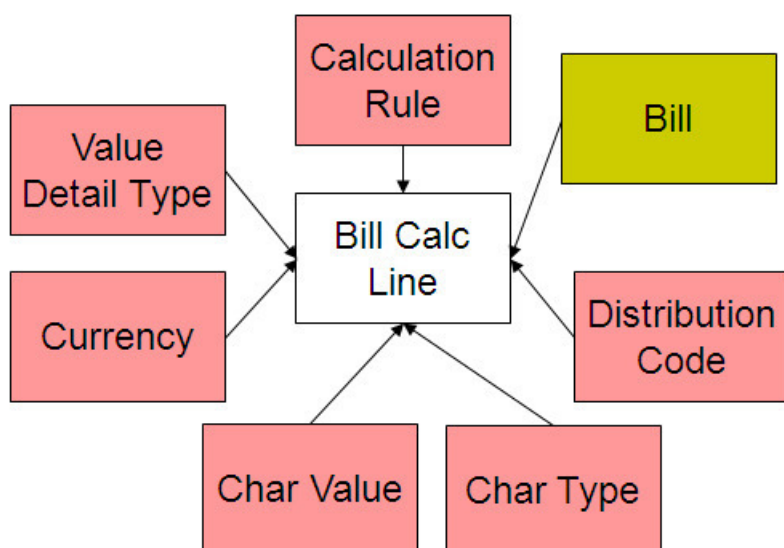 Calculation
Rule
Bill
Value
Detail Type
Bill Calc
Line
Currency
Distribution
Code
Char Value
Char Type